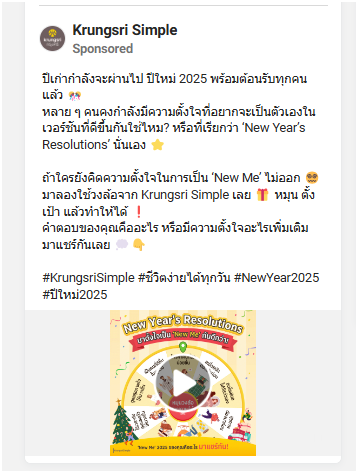 Krungsri Simple
Sponsored
ปีเก่ากำลังจะผ่านไป ปีใหม่ 2025 พร้อมต้อนรับทุกคน
แล้ว 🎊
หลาย ๆ คนคงกำลังมีความตั้งใจที่อยากจะเป็นตัวเองใน
เวอร์ชันที่ดีขึ้นกันใช่ไหม? หรือที่เรียกว่า ‘New Year’s
Resolutions’ นั่นเอง ⭐
ถ้าใครยังคิดความตั้งใจในการเป็น ‘New Me’ ไม่ออก 😵‍💫
มาลองใช้วงล้อจาก Krungsri Simple เลย 🎁 หมุน ตั้ง
เป้า แล้วทำให้ได้ ❗
คำตอบของคุณคืออะไร หรือมีความตั้งใจอะไรเพิ่มเติม
มาแชร์กันเลย 💭👇
#KrungsriSimple #ชีวิตง่ายได้ทุกวัน #NewYear2025
#ปีใหม่2025
New Year's Resolutions
มาตั้งใจเป็น 'New Me' กันดีกว่า!
'New Me' 2025 ของคุณคืออะไร มาแชร์กัน!